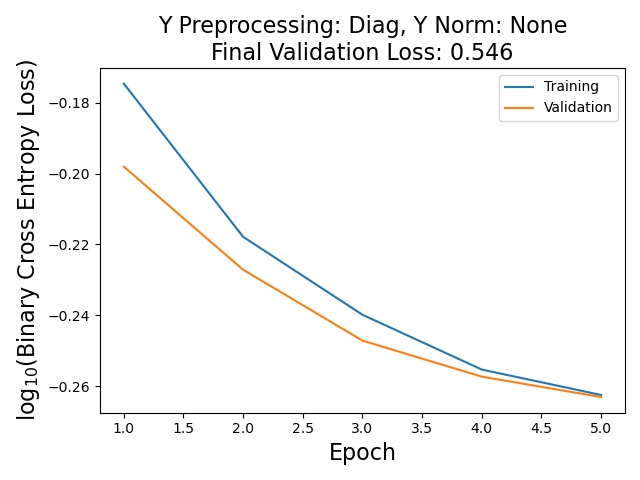 Y Preprocessing: Diag, Y Norm: None
Final Validation Loss: 0.546
log₁₀(Binary Cross Entropy Loss)
−0.18
−0.20
−0.22
−0.24
−0.26
Training
Validation
1.0 1.5 2.0 2.5 3.0 3.5 4.0 4.5 5.0
Epoch